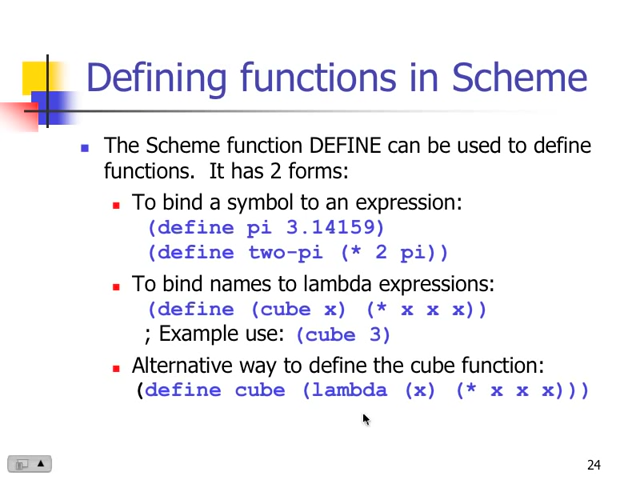 Defining functions in Scheme
The Scheme function DEFINE can be used to define
functions. It has 2 forms:
To bind a symbol to an expression:
(define pi 3.14159)
(define two-pi (* 2 pi))
To bind names to lambda expressions:
(define (cube x) (* x x x))
; Example use: (cube 3)
Alternative way to define the cube function:
(define cube (lambda (x) (* x x x)))
24